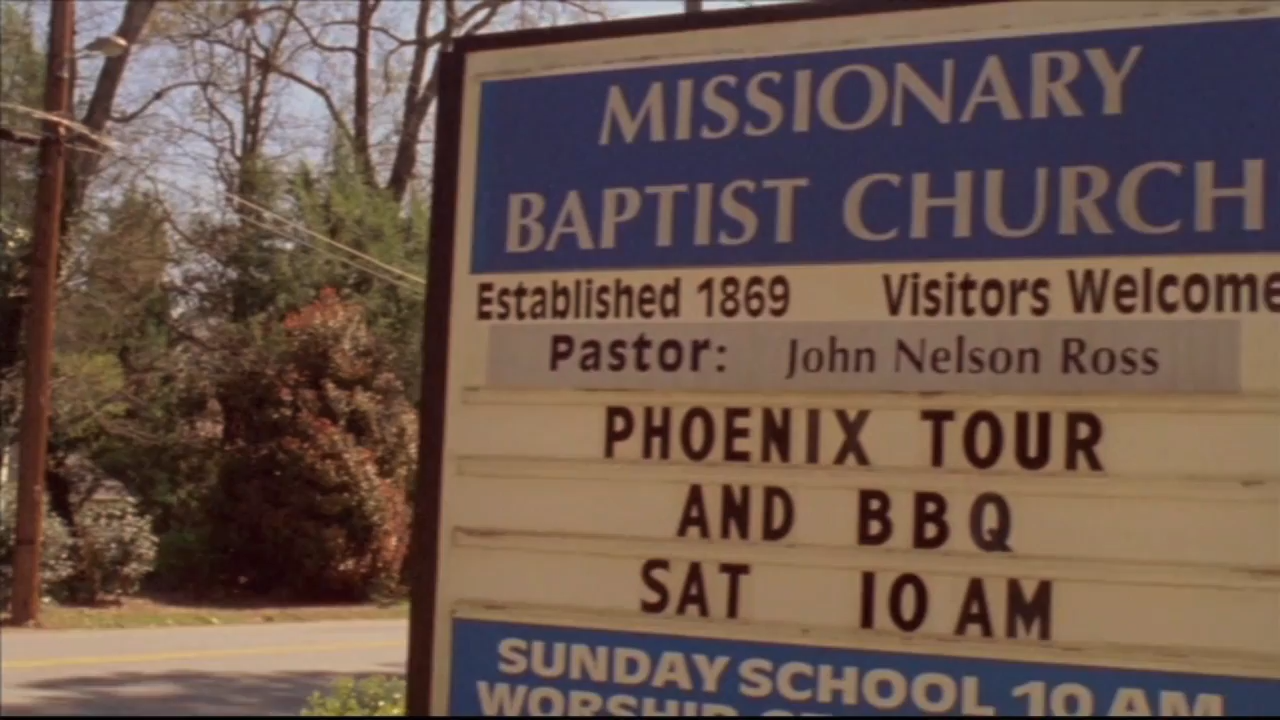 MISSIONARY
BAPTIST CHURCH
Established 1869 Visitors Welcome
Pastor: John Nelson Ross
PHOENIX TOUR
AND BBQ
SAT 10 AM
SUNDAY SCHOOL 10 AM
WORSHIP